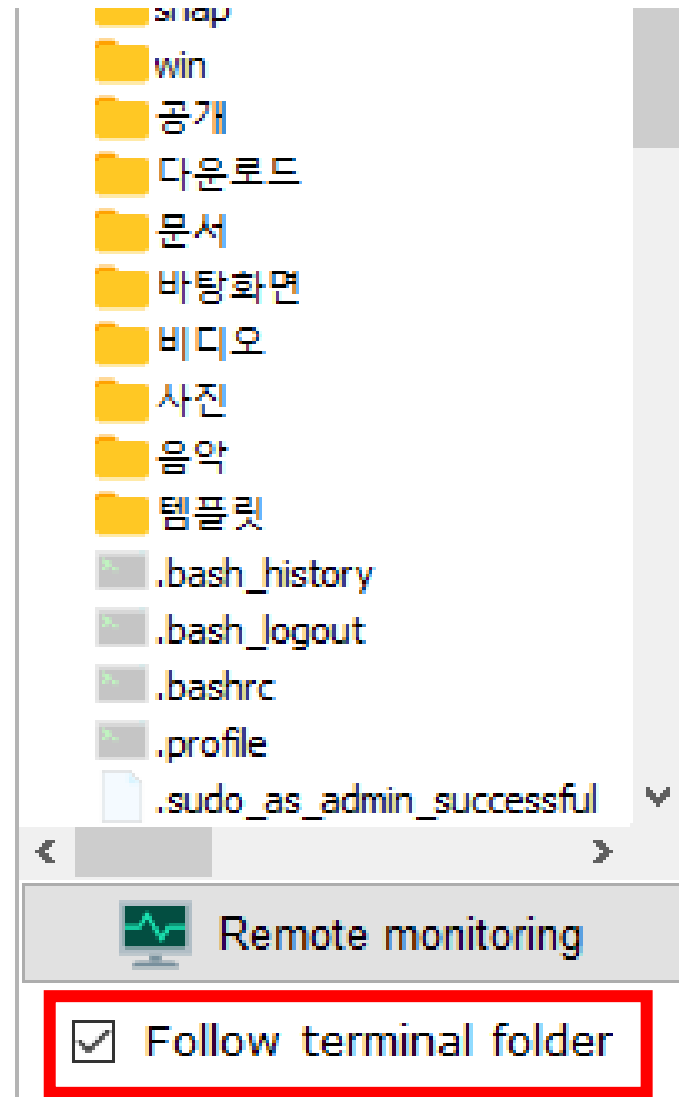 snap
win
공개
다운로드
문서
바탕화면
비디오
사진
음악
템플릿
.bash_history
.bash_logout
.bashrc
.profile
.sudo_as_admin_successful
Remote monitoring
Follow terminal folder